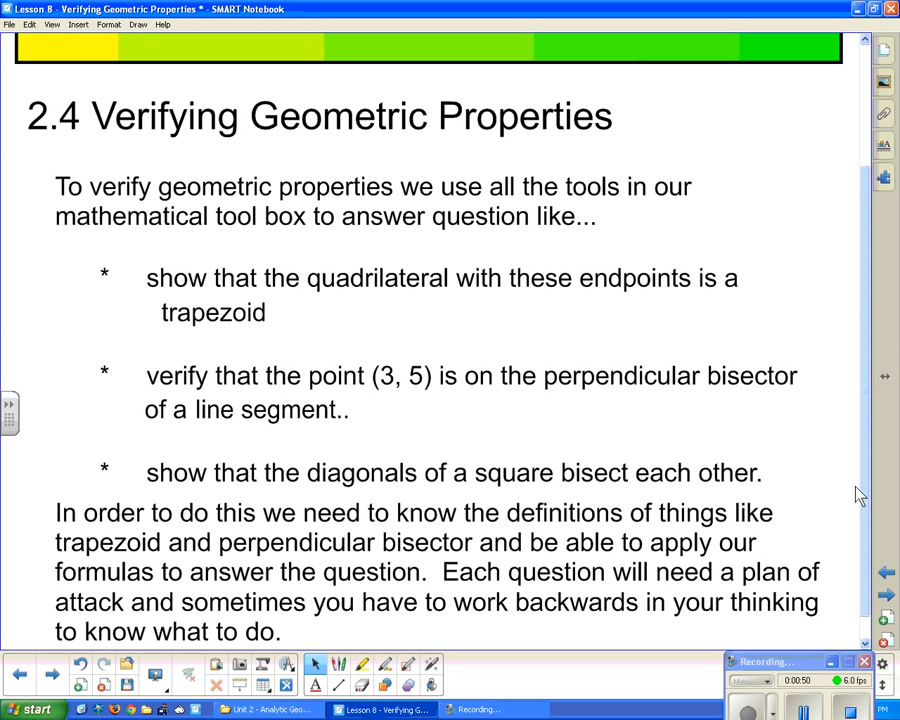 Lesson 8 - Verifying Geometric Properties * - SMART Notebook
File Edit View Insert Format Draw Help
2.4 Verifying Geometric Properties
To verify geometric properties we use all the tools in our
mathematical tool box to answer question like...
* show that the quadrilateral with these endpoints is a
trapezoid
* verify that the point (3, 5) is on the perpendicular bisector
of a line segment..
* show that the diagonals of a square bisect each other.
In order to do this we need to know the definitions of things like
trapezoid and perpendicular bisector and be able to apply our
formulas to answer the question. Each question will need a plan of
attack and sometimes you have to work backwards in your thinking
to know what to do.
Recording...
Menu 0:00:50 6.0 fps
start Unit 2 - Analytic Geo... Lesson 8 - Verifying G... Recording... PM